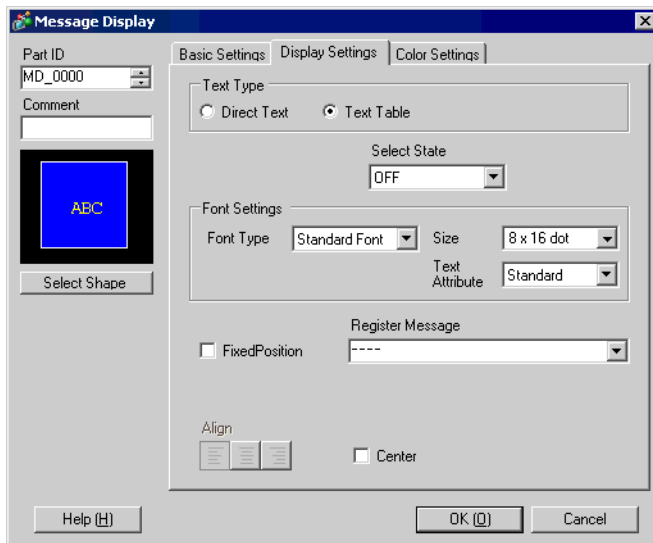 Message Display
Part ID
MD_0000
Comment
ABC
Select Shape
Basic Settings Display Settings Color Settings
Text Type
Direct Text Text Table
Select State
OFF
Font Settings
Font Type Standard Font Size 8 x 16 dot
Text
Attribute Standard
Register Message
FixedPosition ----
Align
Center
Help (H) OK (O) Cancel